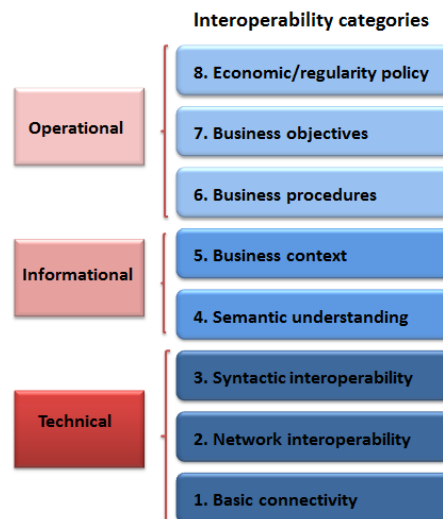 Interoperability categories
Operational
8. Economic/regularity policy
7. Business objectives
6. Business procedures
Informational
5. Business context
4. Semantic understanding
Technical
3. Syntactic interoperability
2. Network interoperability
1. Basic connectivity